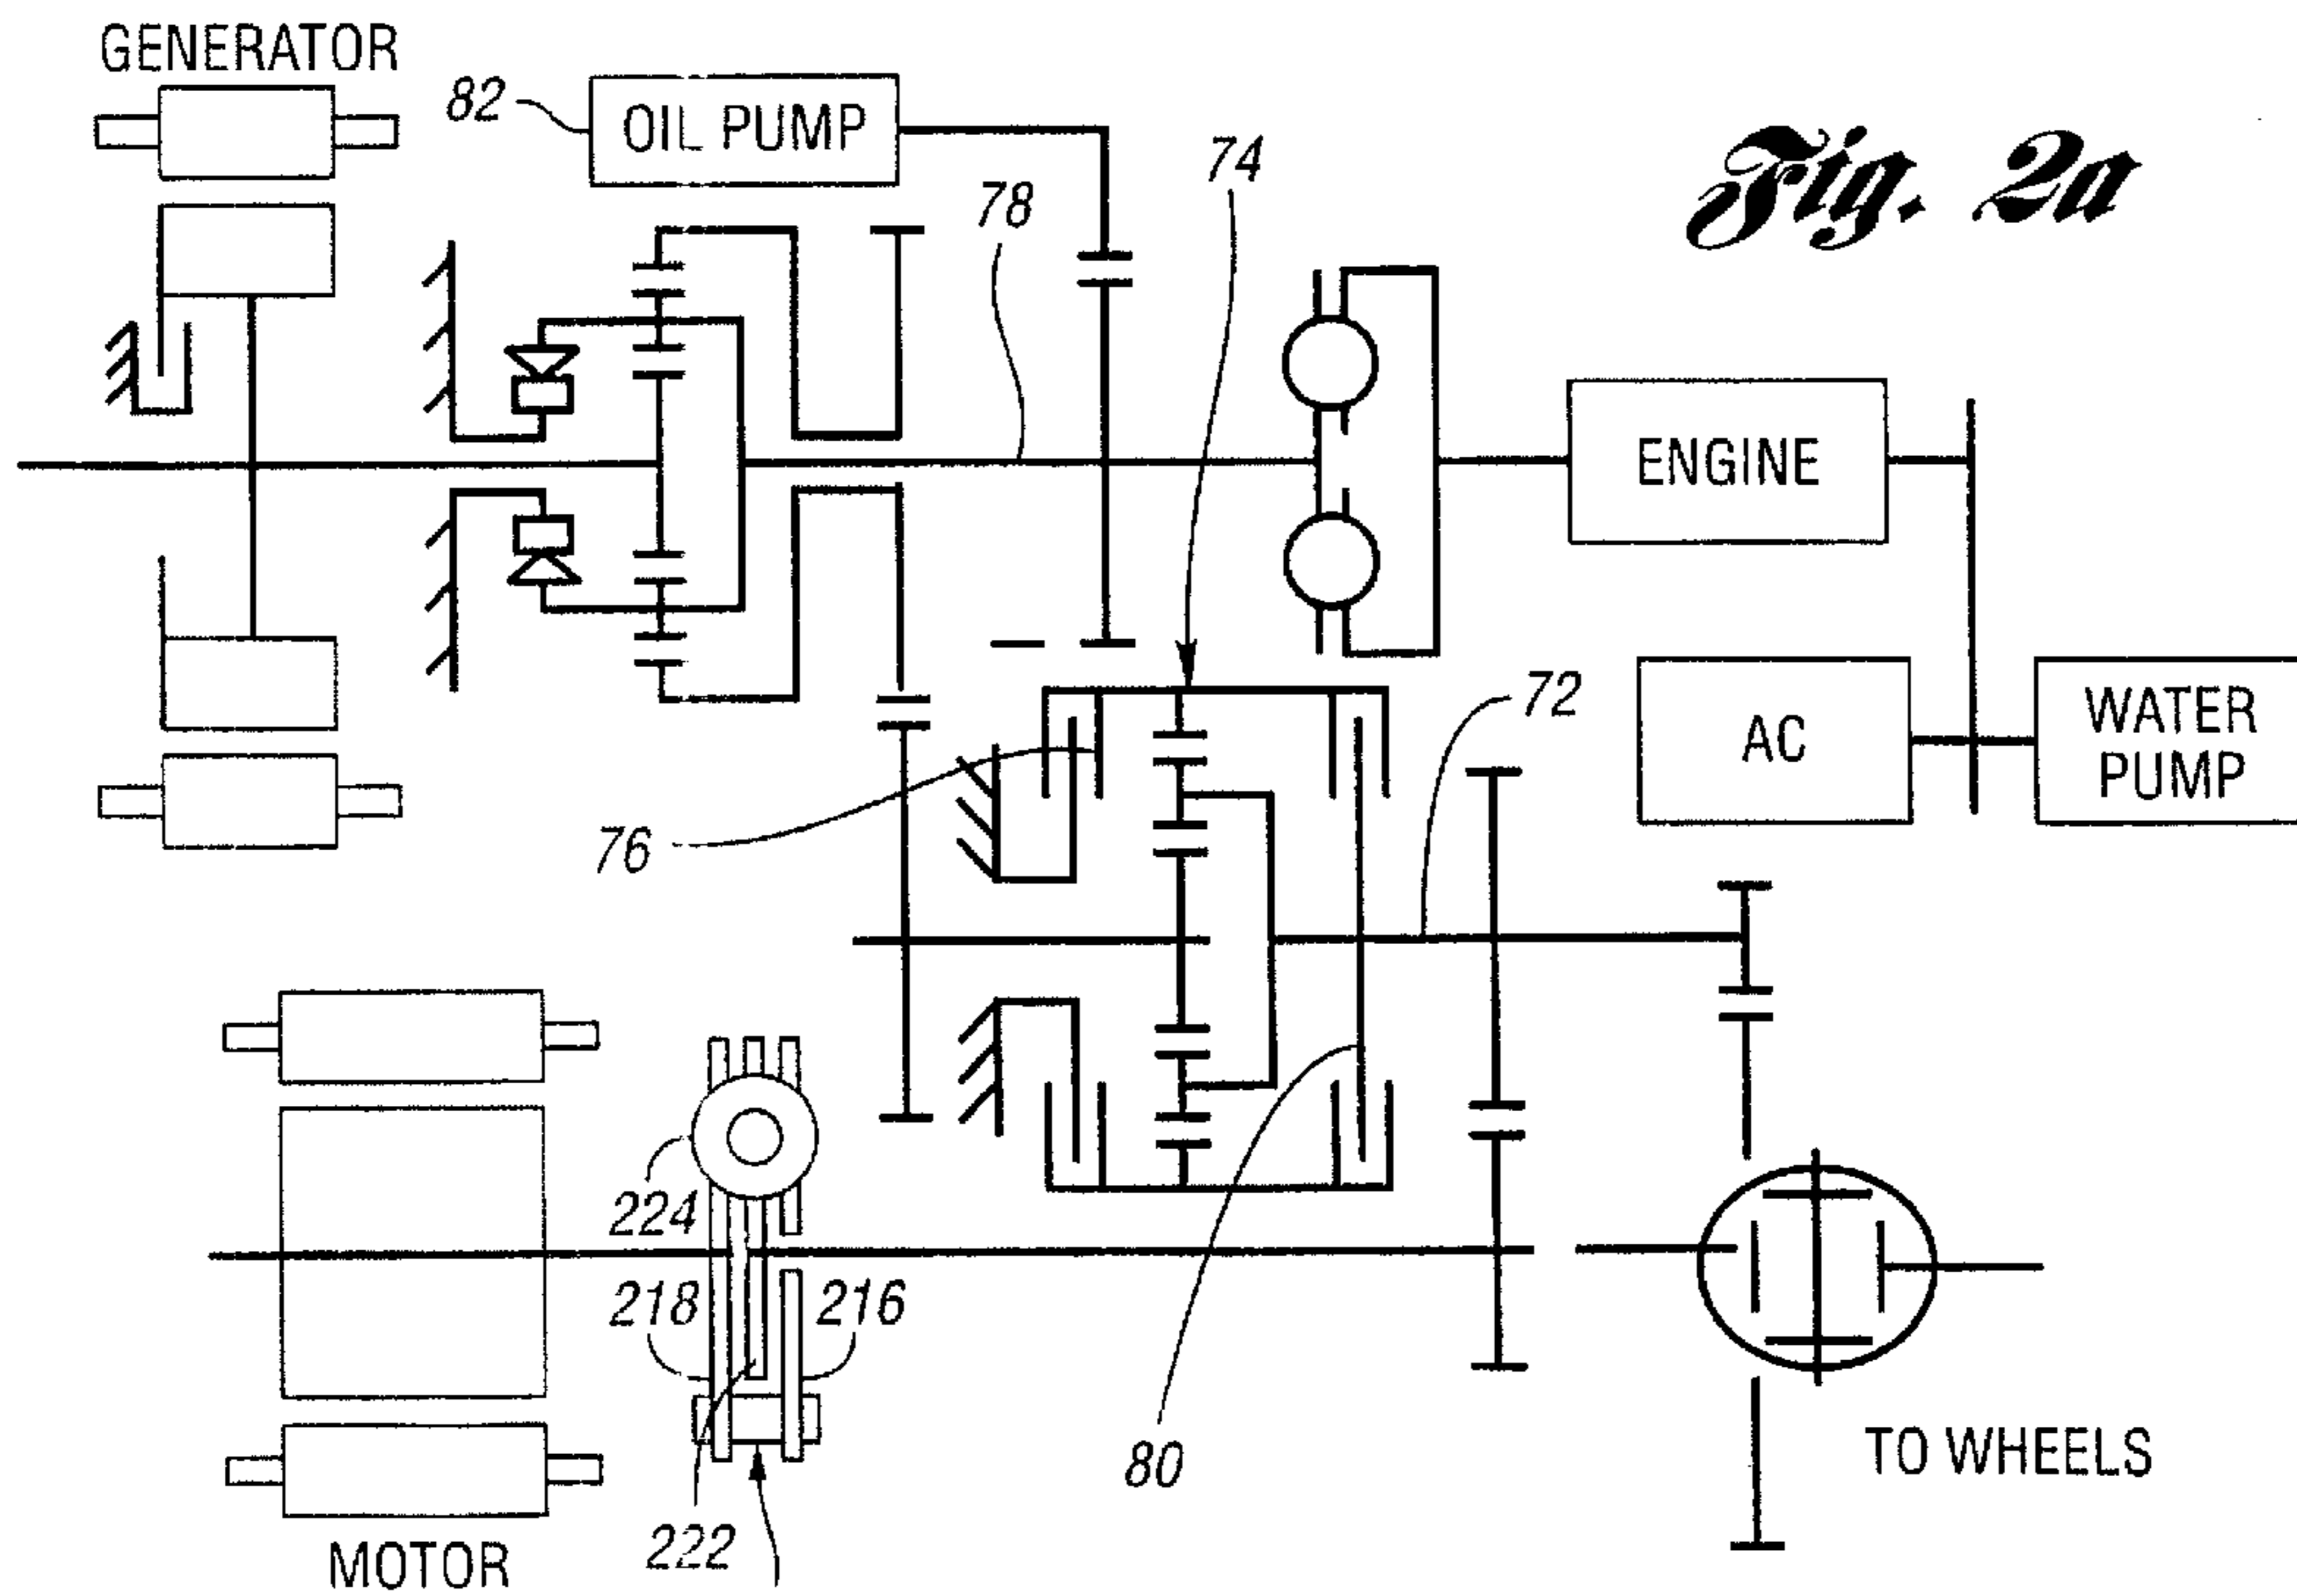 GENERATOR
82
OIL PUMP
78
74
Fig. 2a
ENGINE
72
AC
WATER
PUMP
76
224
218
216
80
TO WHEELS
222
MOTOR